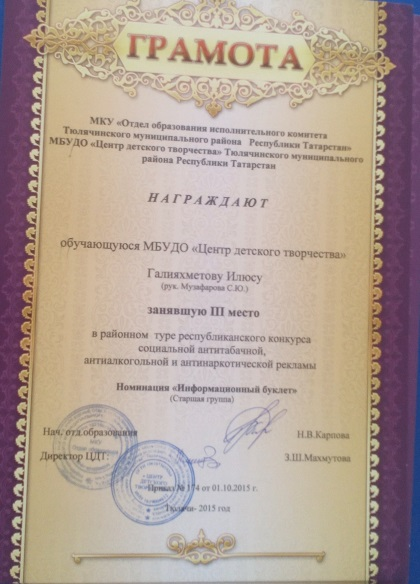 ГРАМОТА
МКУ «Отдел образования исполнительного комитета
Тюлячинского муниципального района Республики Татарстан»
МБУДО «Центр детского творчества» Тюлячинского муниципального
района Республики Татарстан
НАГРАЖДАЮТ
обучающуюся МБУДО «Центр детского творчества»
Галияхметову Илюсу
(рук. Музафарова С.Ю.)
занявшую III место
в районном туре республиканского конкурса
социальной антитабачной,
антиалкогольной и антинаркотической рекламы
Номинация «Информационный буклет»
(Старшая группа)
Нач. отд.образования Н.В.Карпова
Директор ЦДТ: З.Ш.Махмутова
Приказ № 174 от 01.10.2015 г.
Тюлячи- 2015 год